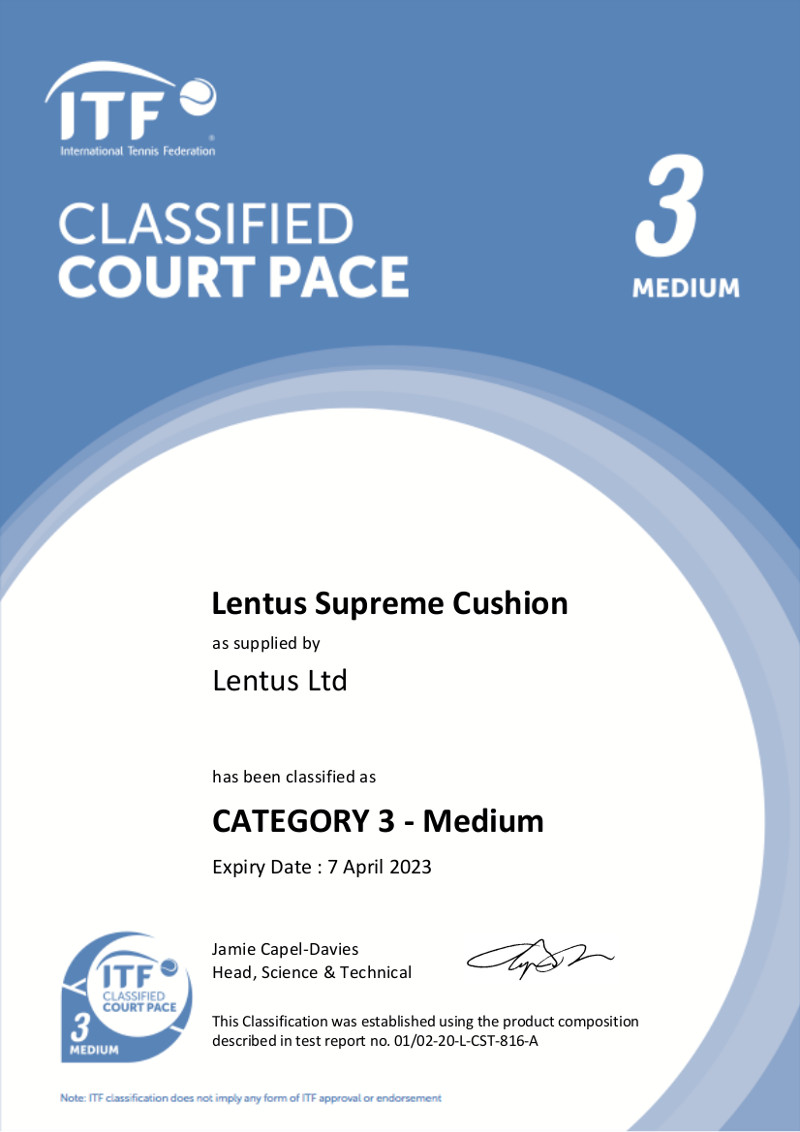 ITF
International Tennis Federation
CLASSIFIED
COURT PACE
3
MEDIUM
Lentus Supreme Cushion
as supplied by
Lentus Ltd
has been classified as
CATEGORY 3 - Medium
Expiry Date : 7 April 2023
Jamie Capel-Davies
Head, Science & Technical
This Classification was established using the product composition
described in test report no. 01/02-20-L-CST-816-A
ITF
CLASSIFIED
COURT PACE
3
MEDIUM
Note: ITF classification does not imply any form of ITF approval or endorsement